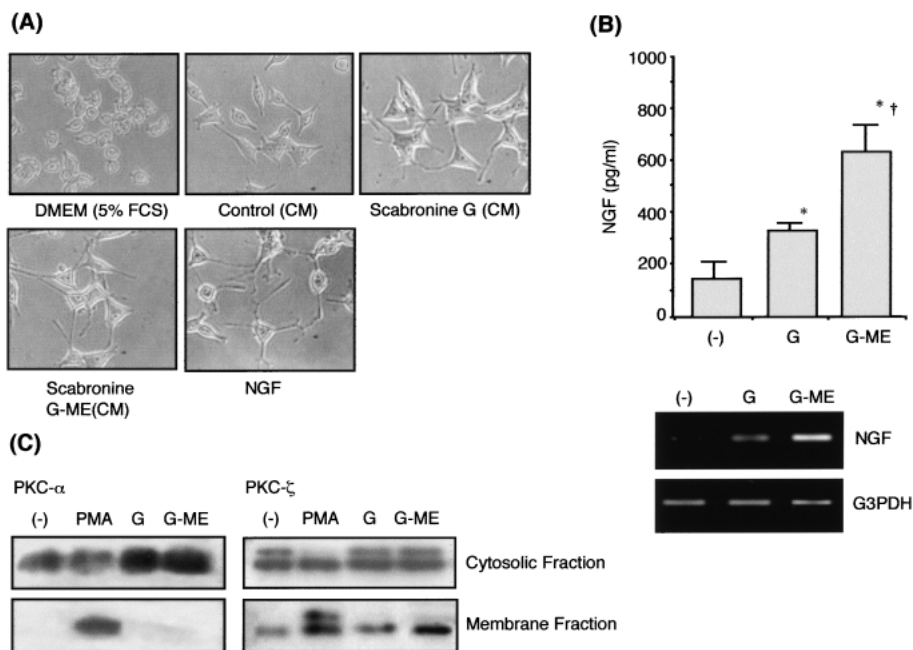 (A)
DMEM (5% FCS)
Control (CM)
Scabronine G (CM)
Scabronine
G-ME(CM)
NGF
(B)
1000
800
600
400
200
0
NGF (pg/ml)
*
* †
(-)
G
G-ME
(-)
G
G-ME
NGF
G3PDH
(C)
PKC-α
(-)
PMA
G
G-ME
PKC-ζ
(-)
PMA
G
G-ME
Cytosolic Fraction
Membrane Fraction